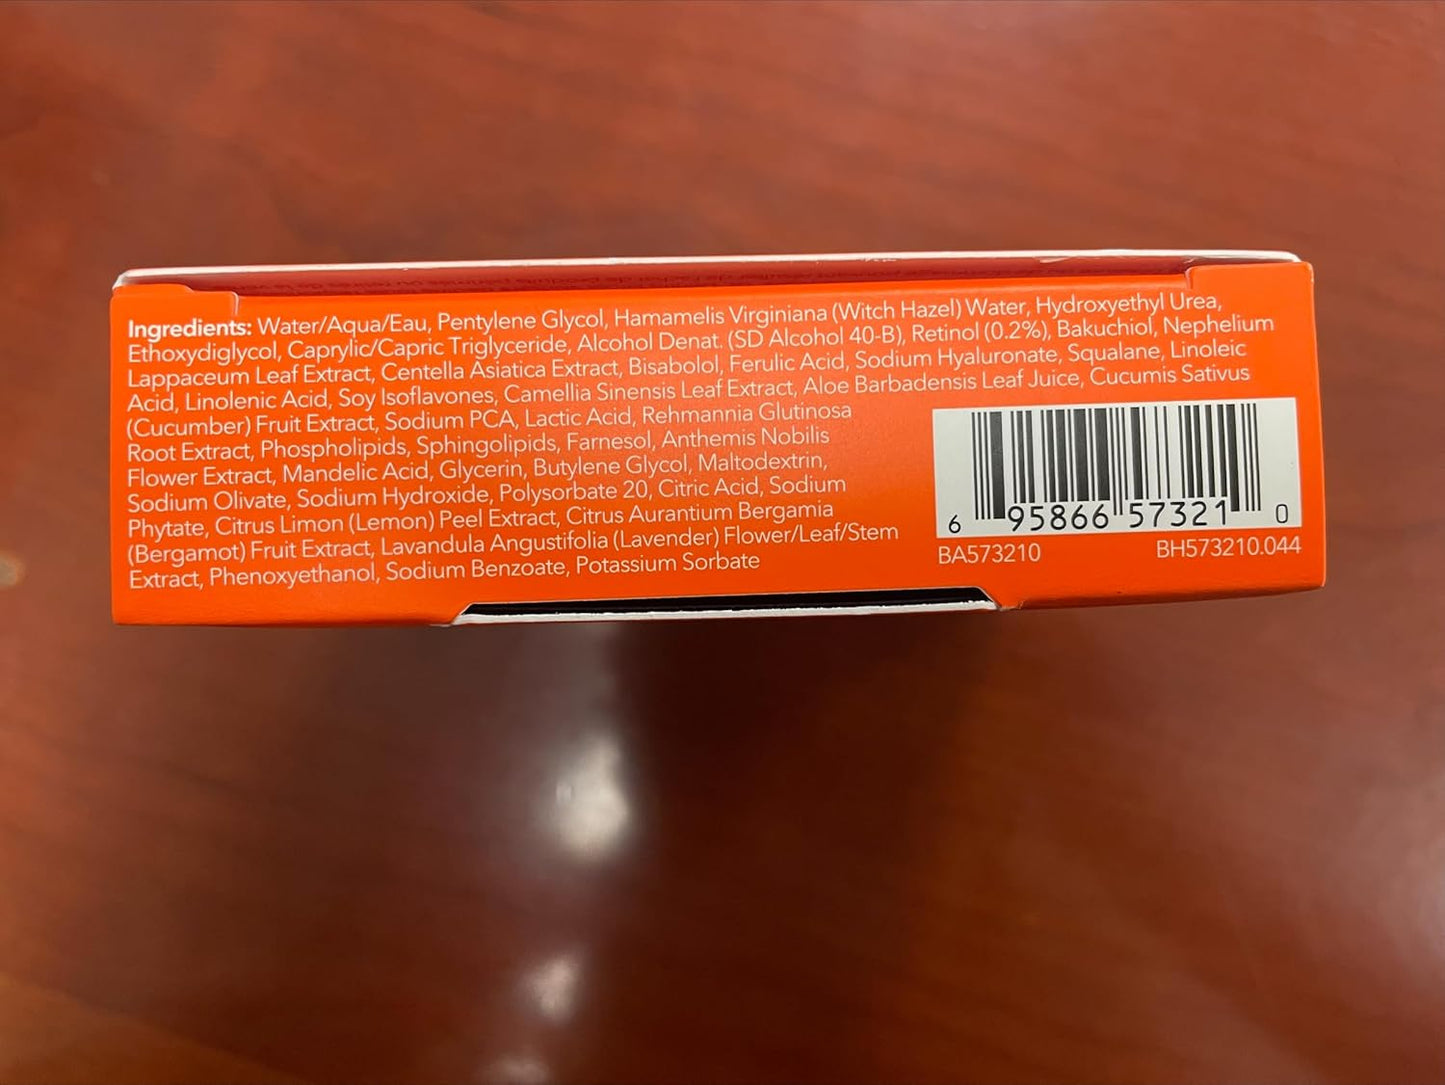 Ingredients: Water/Aqua/Eau, Pentylene Glycol, Hamamelis Virginiana (Witch Hazel) Water, Hydroxyethyl Urea,
Ethoxydiglycol, Caprylic/Capric Triglyceride, Alcohol Denat. (SD Alcohol 40-B), Retinol (0.2%), Bakuchiol, Nephelium
Lappaceum Leaf Extract, Centella Asiatica Extract, Bisabolol, Ferulic Acid, Sodium Hyaluronate, Squalane, Linoleic
Acid, Linolenic Acid, Soy Isoflavones, Camellia Sinensis Leaf Extract, Aloe Barbadensis Leaf Juice, Cucumis Sativus
(Cucumber) Fruit Extract, Sodium PCA, Lactic Acid, Rehmannia Glutinosa
Root Extract, Phospholipids, Sphingolipids, Farnesol, Anthemis Nobilis
Flower Extract, Mandelic Acid, Glycerin, Butylene Glycol, Maltodextrin,
Sodium Olivate, Sodium Hydroxide, Polysorbate 20, Citric Acid, Sodium
Phytate, Citrus Limon (Lemon) Peel Extract, Citrus Aurantium Bergamia
(Bergamot) Fruit Extract, Lavandula Angustifolia (Lavender) Flower/Leaf/Stem
Extract, Phenoxyethanol, Sodium Benzoate, Potassium Sorbate
6 95866 57321 0
BA573210 BH573210.044